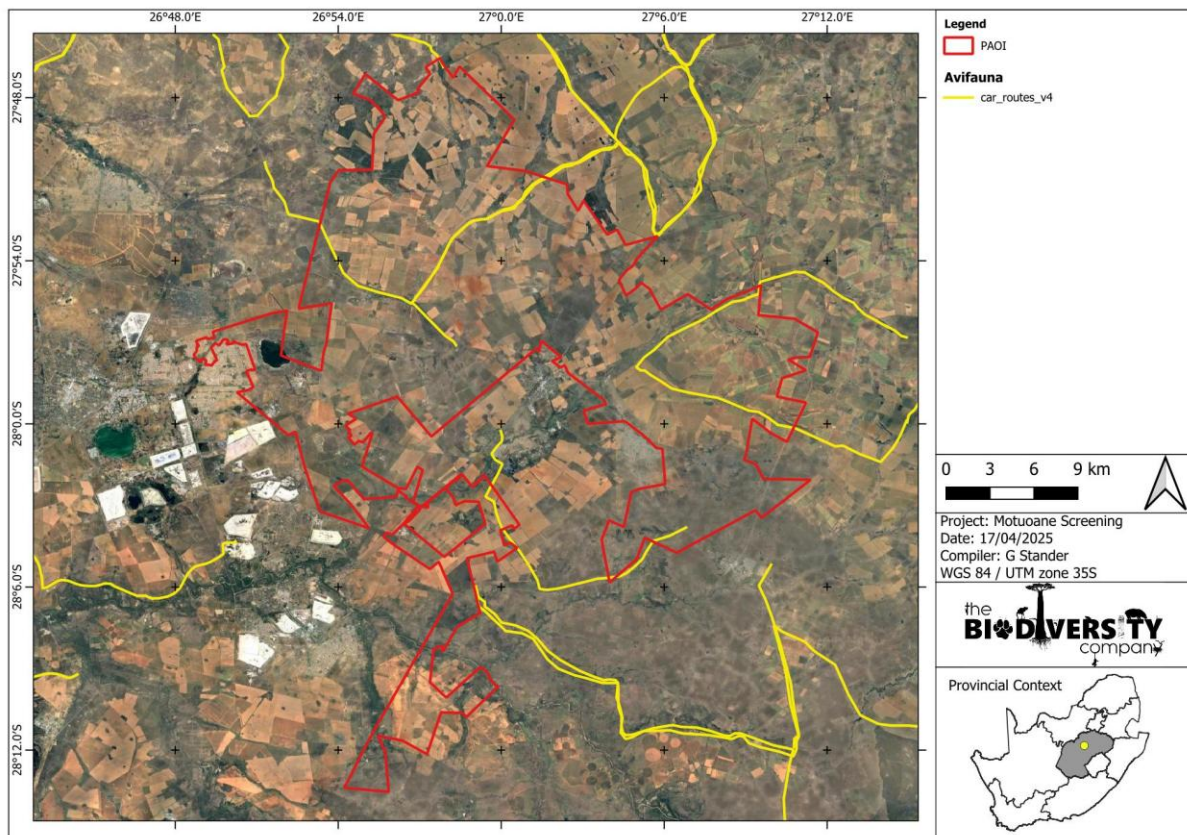 26°48.0'E 26°54.0'E 27°0.0'E 27°6.0'E 27°12.0'E
27°48.0'S
27°54.0'S
28°0.0'S
28°6.0'S
28°12.0'S
Legend
PAOI
Avifauna
car_routes_v4
0 3 6 9 km
Project: Motuoane Screening
Date: 17/04/2025
Compiler: G Stander
WGS 84 / UTM zone 35S
the
BIODIVERSITY
company
Provincial Context